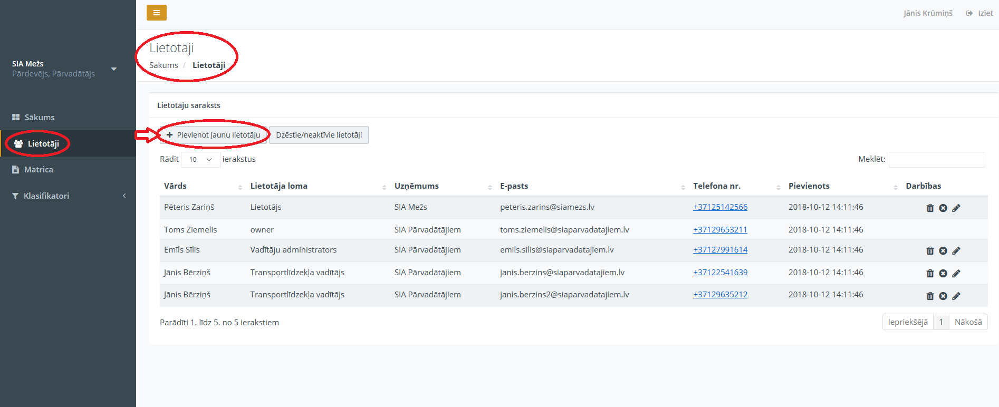 Jānis Krūmiņš Iziet
Lietotāji
Sākums / Lietotāji
SIA Mežs
Pārdevējs, Pārvadātājs
Sākums
Lietotāji
Matrica
Klasifikatori
Lietotāju saraksts
Pievienot jaunu lietotāju Dzēstie/neaktīvie lietotāji
Rādīt 10 ierakstus Meklēt:
Vārds Lietotāja loma Uzņēmums E-pasts Telefona nr. Pievienots Darbības
Pēteris Zariņš Lietotājs SIA Mežs peteris.zarins@siamezs.lv +37125142566 2018-10-12 14:11:46
Toms Ziemelis owner SIA Pārvadātājiem toms.ziemelis@siaparvadatajiem.lv +37129653211 2018-10-12 14:11:46
Emīls Sīlis Vadītāju administrators SIA Pārvadātājiem emils.silis@siaparvadatajiem.lv +37127991614 2018-10-12 14:11:46
Jānis Bērziņš Transportlīdzekļa vadītājs SIA Pārvadātājiem janis.berzins@siaparvadatajiem.lv +37122541639 2018-10-12 14:11:46
Jānis Bērziņš Transportlīdzekļa vadītājs SIA Pārvadātājiem janis.berzins2@siaparvadatajiem.lv +37129635212 2018-10-12 14:11:46
Parādīti 1. līdz 5. no 5 ierakstiem
Iepriekšējā 1 Nākošā